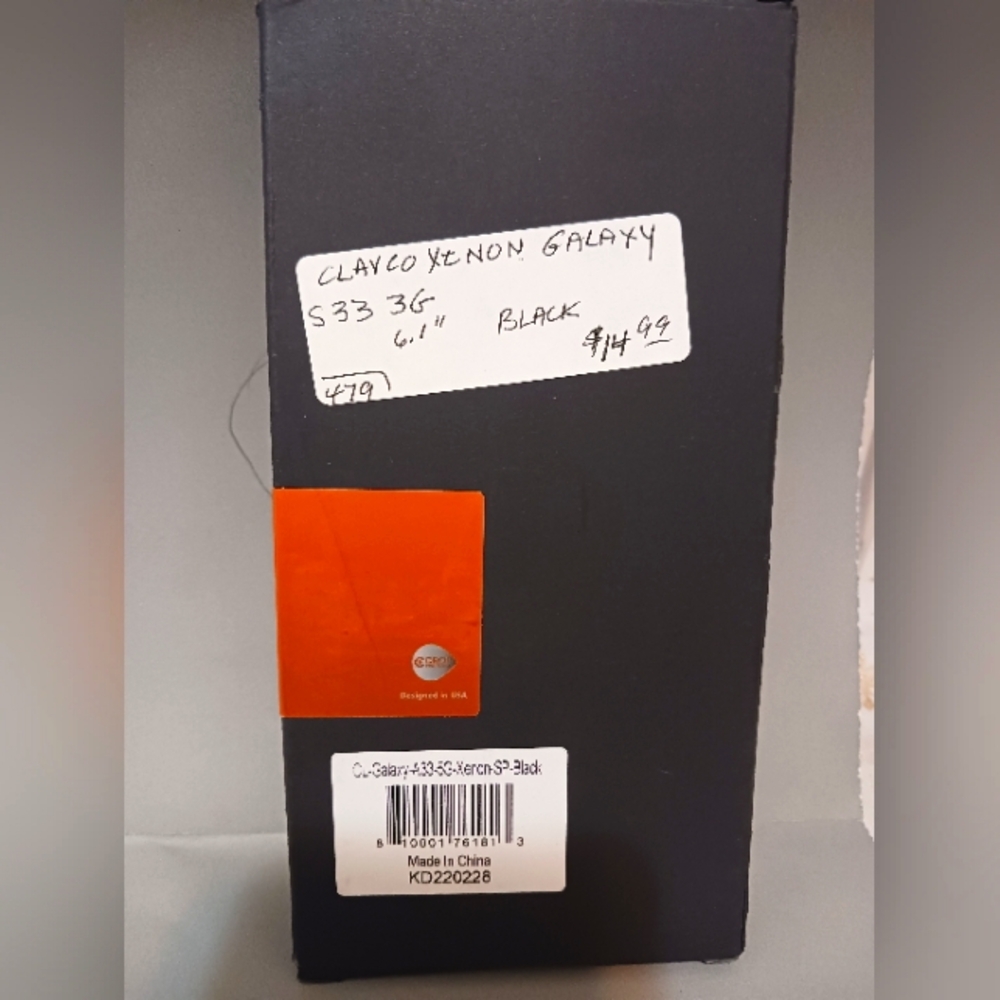 CLAYCO XENON GALAXY
S33 3G
6.1" BLACK
$14 99
479
Designed in USA
CL-Galaxy-A33-5G-Xenon-SP-Black
8 10001 76181 3
Made In China
KD220228